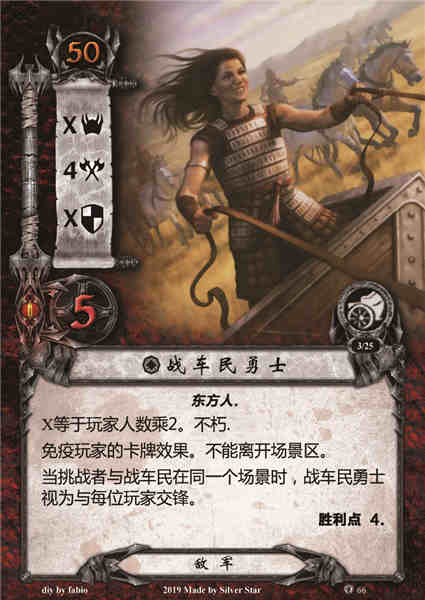 50
X
4
X
5
3/25
战车民勇士
东方人.
X等于玩家人数乘2。不朽.
免疫玩家的卡牌效果。不能离开场景区。
当挑战者与战车民在同一个场景时，战车民勇士
视为与每位玩家交锋。
胜利点 4.
敌军
diy by fabio
2019 Made by Silver Star
66